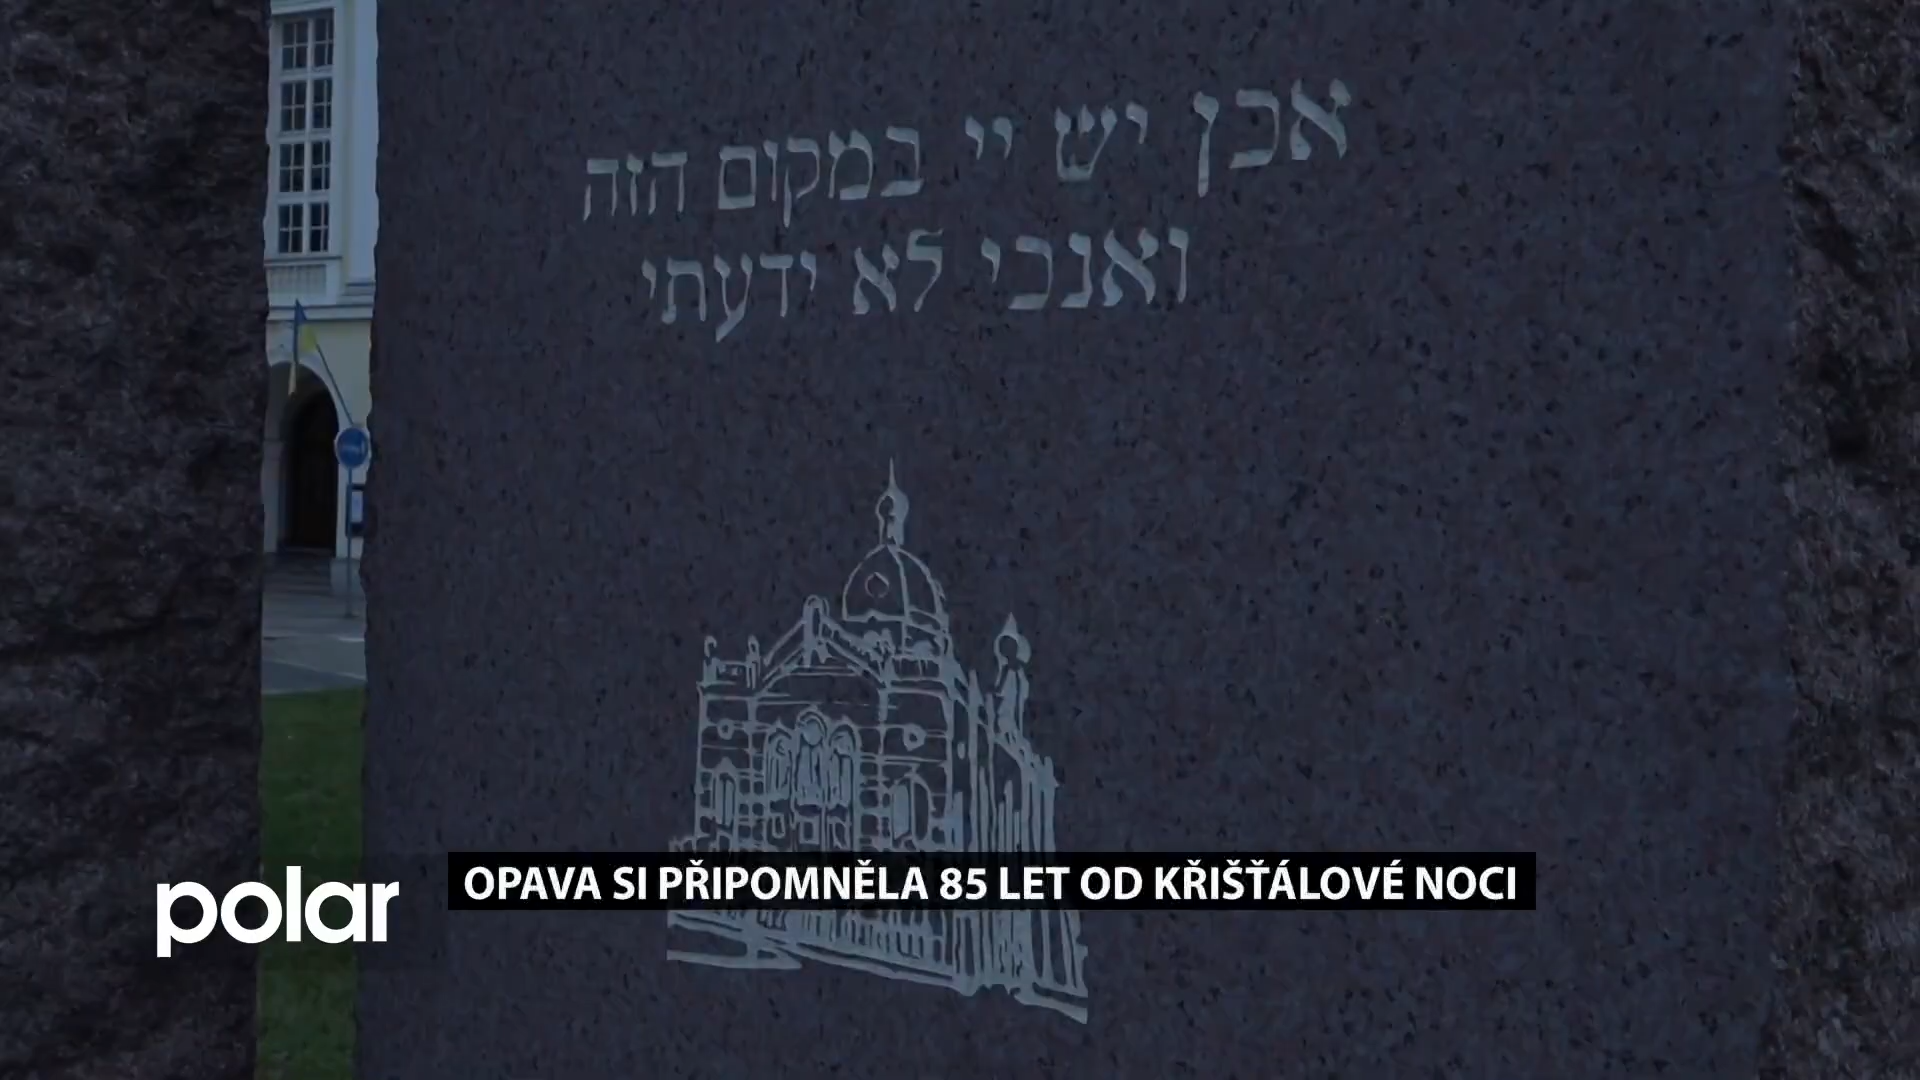 אכן יש יי במקום הזה
ואנכי לא ידעתי
polar
OPAVA SI PŘIPOMNĚLA 85 LET OD KŘIŠŤÁLOVÉ NOCI